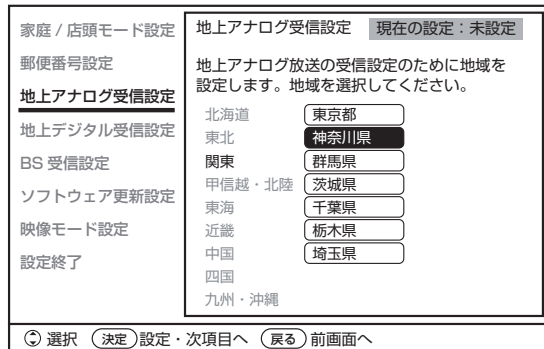 家庭 / 店頭モード設定
郵便番号設定
地上アナログ受信設定
地上デジタル受信設定
BS 受信設定
ソフトウェア更新設定
映像モード設定
設定終了
地上アナログ受信設定 現在の設定：未設定
地上アナログ放送の受信設定のために地域を
設定します。地域を選択してください。
北海道 東京都
東北 神奈川県
関東 群馬県
甲信越・北陸 茨城県
東海 千葉県
近畿 栃木県
中国 埼玉県
四国
九州・沖縄
選択 決定 設定・次項目へ 戻る 前画面へ